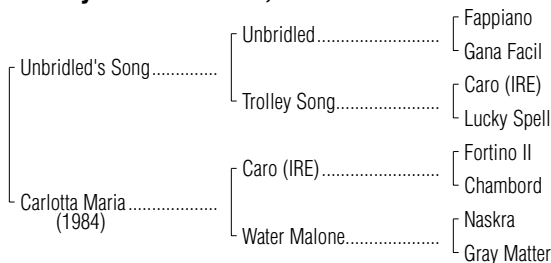 Fappiano
Unbridled
Gana Facil
Unbridled's Song
Caro (IRE)
Trolley Song
Lucky Spell
Fortino II
Caro (IRE)
Chambord
Carlotta Maria
(1984)
Naskra
Water Malone
Gray Matter